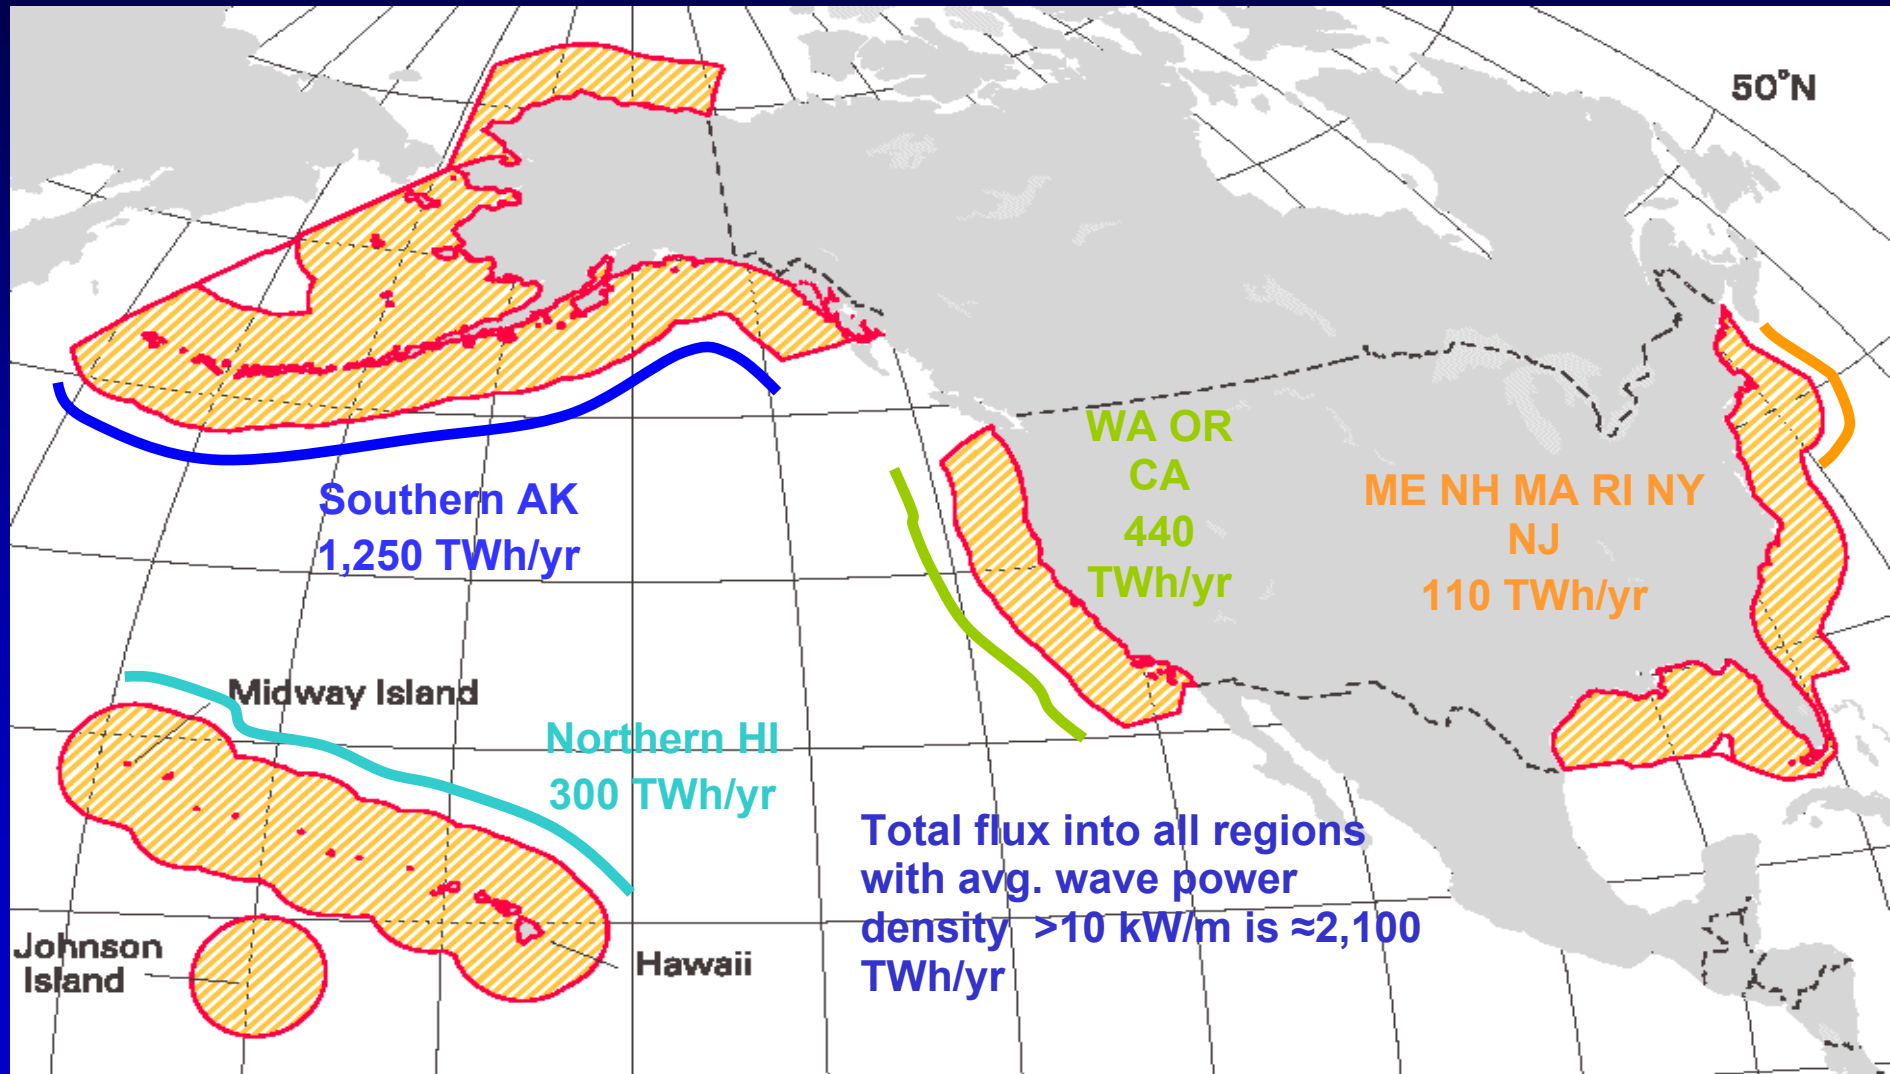 50°N
WA OR
CA
440
TWh/yr
ME NH MA RI NY
NJ
110 TWh/yr
Southern AK
1,250 TWh/yr
Midway Island
Northern HI
300 TWh/yr
Total flux into all regions
with avg. wave power
density >10 kW/m is ≈2,100
TWh/yr
Johnson
Island
Hawaii